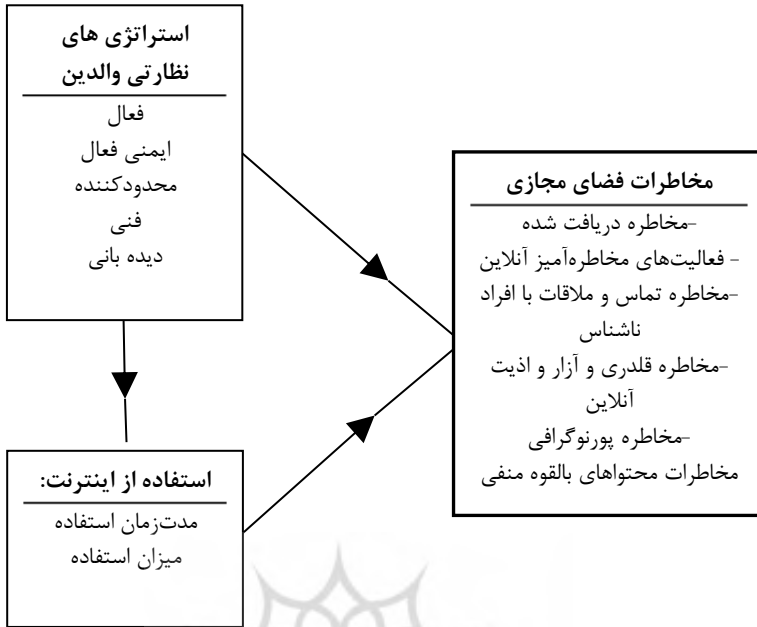 استراتژی های
نظارتی والدین
فعال
ایمنی فعال
محدودکننده
فنی
دیده بانی
مخاطرات فضای مجازی
-مخاطره دریافت شده
- فعالیت‌های مخاطره‌آمیز آنلاین
-مخاطره تماس و ملاقات با افراد
ناشناس
-مخاطره قلدری و آزار و اذیت
آنلاین
-مخاطره پورنوگرافی
مخاطرات محتواهای بالقوه منفی
استفاده از اینترنت:
مدت‌زمان استفاده
میزان استفاده